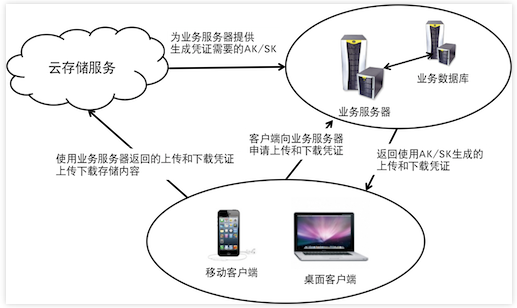 为业务服务器提供
生成凭证需要的AK/SK
云存储服务
业务数据库
业务服务器
客户端向业务服务器
申请上传和下载凭证
返回使用AK/SK生成的
上传和下载凭证
使用业务服务器返回的上传和下载凭证
上传下载存储内容
移动客户端
桌面客户端